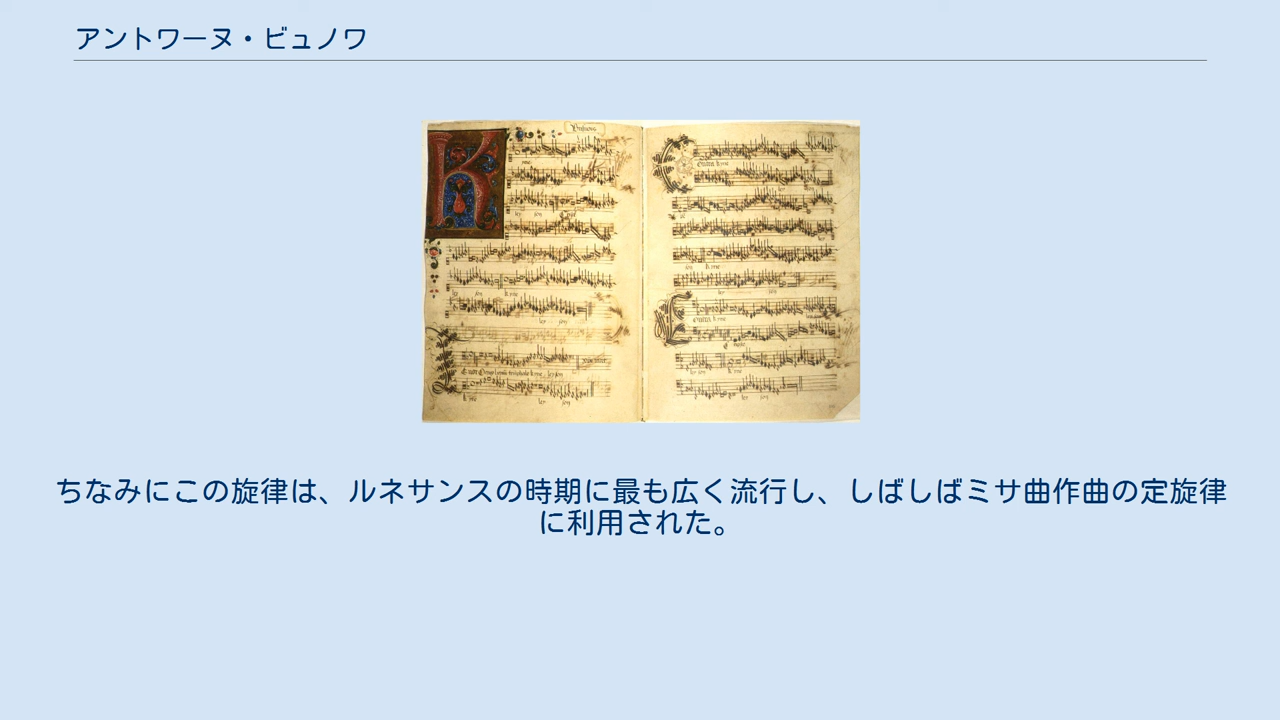 アントワーヌ・ビュノワ
ちなみにこの旋律は、ルネサンスの時期に最も広く流行し、しばしばミサ曲作曲の定旋律
に利用された。